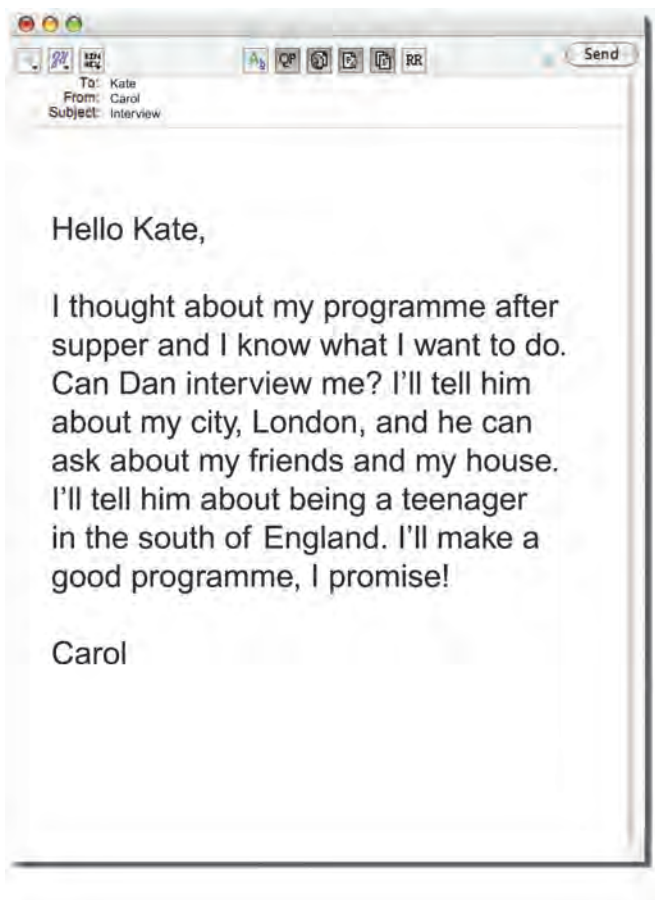 Send
A
QP
RR
To: Kate
From: Carol
Subject: Interview
Hello Kate,
I thought about my programme after
supper and I know what I want to do.
Can Dan interview me? I'll tell him
about my city, London, and he can
ask about my friends and my house.
I'll tell him about being a teenager
in the south of England. I'll make a
good programme, I promise!
Carol